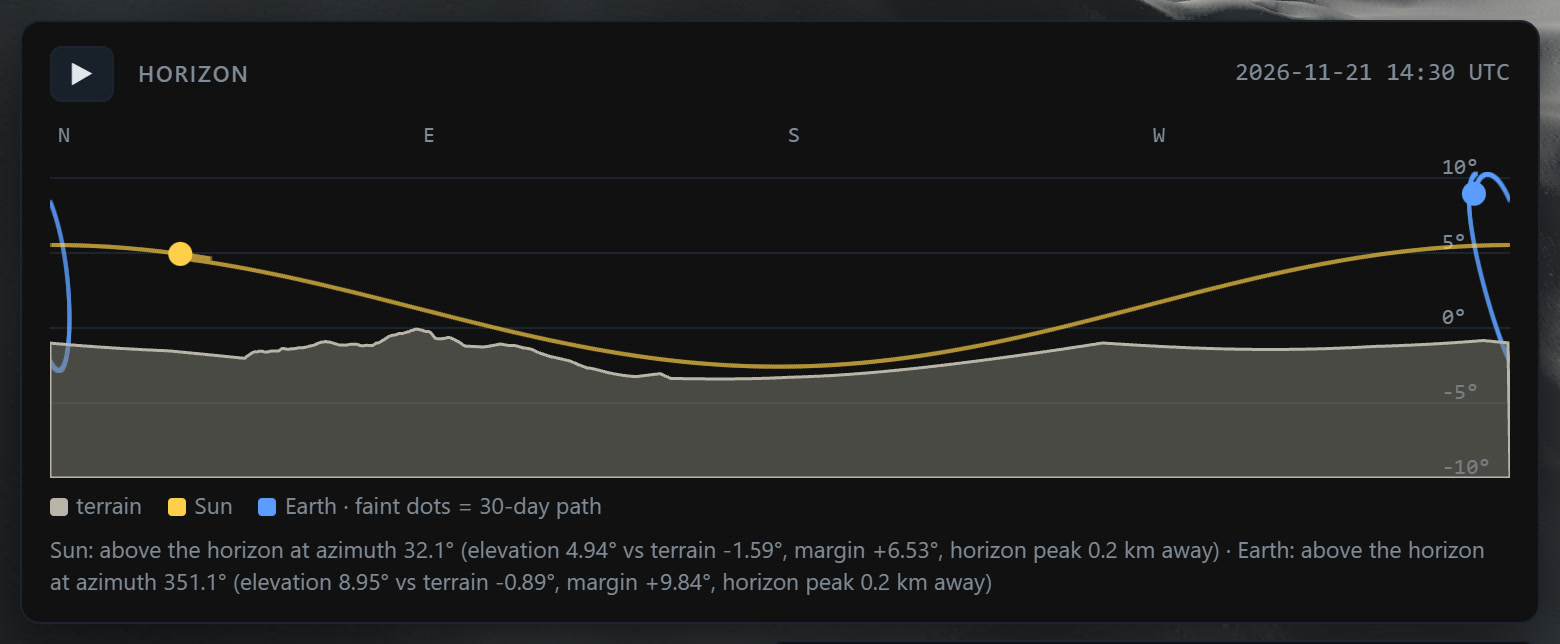 HORIZON
2026-11-21 14:30 UTC
N E S W
10°
5°
0°
-5°
-10°
terrain Sun Earth · faint dots = 30-day path
Sun: above the horizon at azimuth 32.1° (elevation 4.94° vs terrain -1.59°, margin +6.53°, horizon peak 0.2 km away) · Earth: above the horizon
at azimuth 351.1° (elevation 8.95° vs terrain -0.89°, margin +9.84°, horizon peak 0.2 km away)